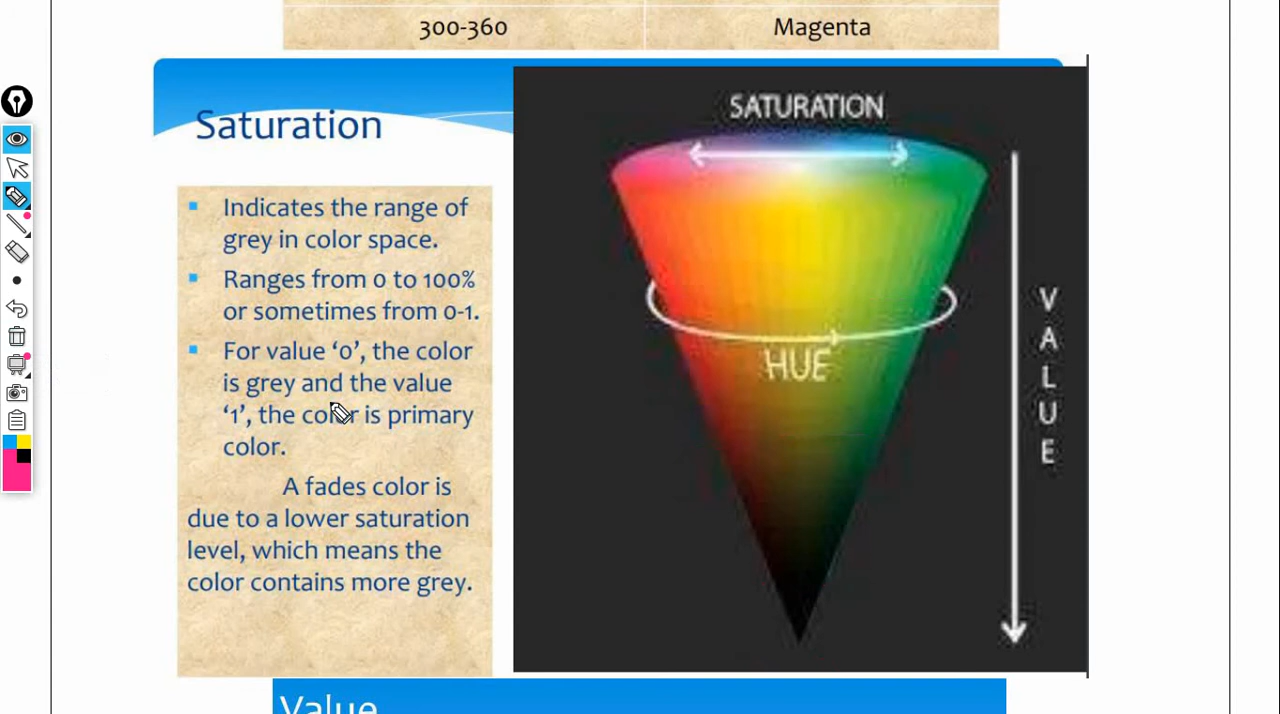 300-360 Magenta
Saturation
Indicates the range of
grey in color space.
Ranges from 0 to 100%
or sometimes from 0-1.
For value ‘0’, the color
is grey and the value
‘1’, the color is primary
color.
A fades color is
due to a lower saturation
level, which means the
color contains more grey.
SATURATION
HUE
VALUE
Value